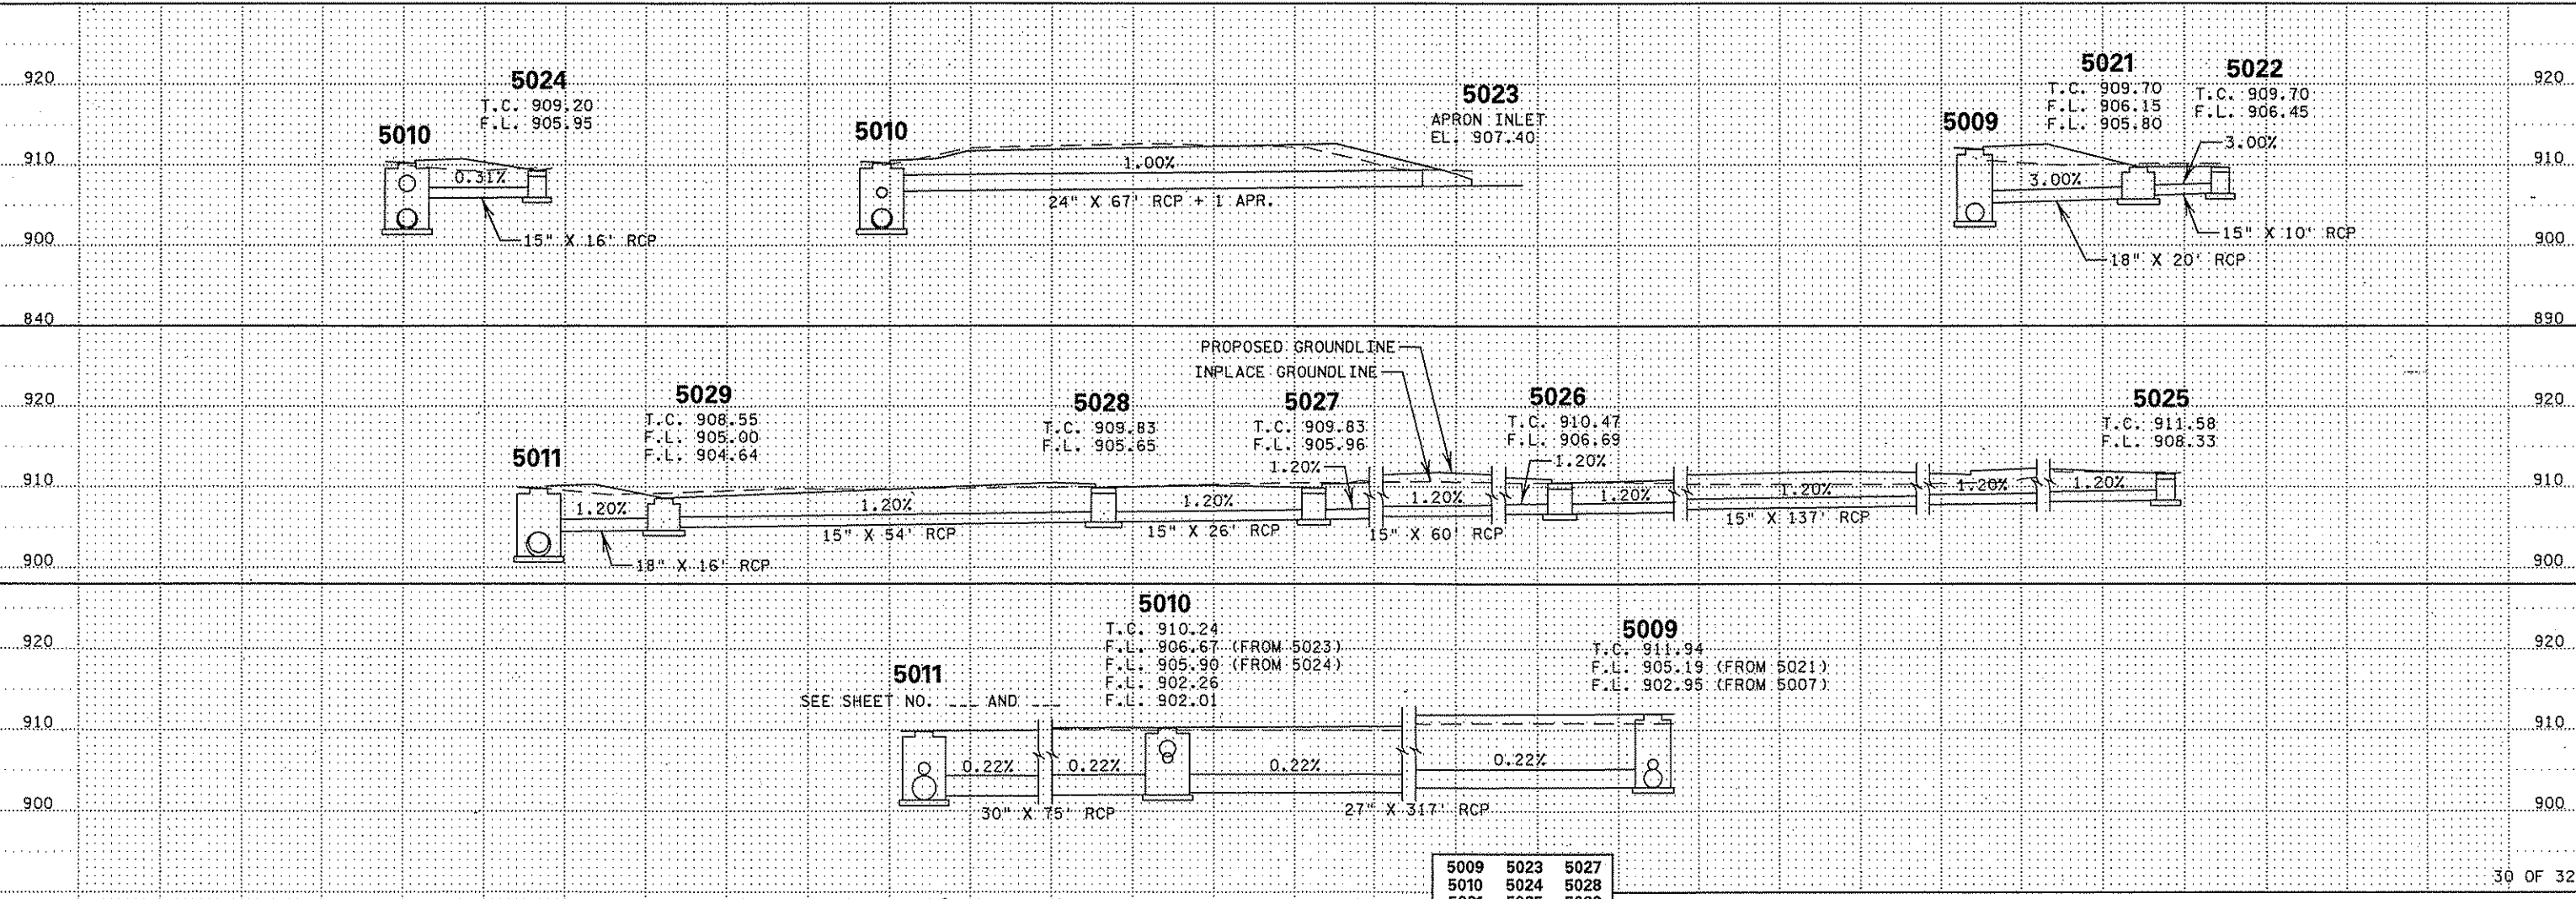 920
5024
T.C. 909.20
F.L. 905.95
5010
910
0.31%
15" X 16' RCP
900
840
5010
1.00%
24" X 67' RCP + 1 APR.
5023
APRON INLET
EL. 907.40
5009
5021
T.C. 909.70
F.L. 906.15
F.L. 905.80
5022
T.C. 909.70
F.L. 906.45
3.00%
3.00%
15" X 10' RCP
18" X 20' RCP
920
910
900
890
PROPOSED GROUNDLINE
INPLACE GROUNDLINE
920
910
900
5011
5029
T.C. 908.55
F.L. 905.00
F.L. 904.64
1.20%
18" X 16' RCP
1.20%
15" X 54' RCP
5028
T.C. 909.83
F.L. 905.65
1.20%
15" X 26' RCP
5027
T.C. 909.83
F.L. 905.96
1.20%
1.20%
15" X 60' RCP
5026
T.C. 910.47
F.L. 906.69
1.20%
1.20%
1.20%
15" X 137' RCP
1.20%
1.20%
5025
T.C. 911.58
F.L. 908.33
920
910
900
920
910
900
5011
SEE SHEET NO. ___ AND ___
0.22%
0.22%
30" X 75' RCP
5010
T.C. 910.24
F.L. 906.67 (FROM 5023)
F.L. 905.90 (FROM 5024)
F.L. 902.26
F.L. 902.01
0.22%
27" X 317' RCP
0.22%
5009
T.C. 911.94
F.L. 905.19 (FROM 5021)
F.L. 902.95 (FROM 5007)
920
910
900
5009 5023 5027
5010 5024 5028
30 OF 32